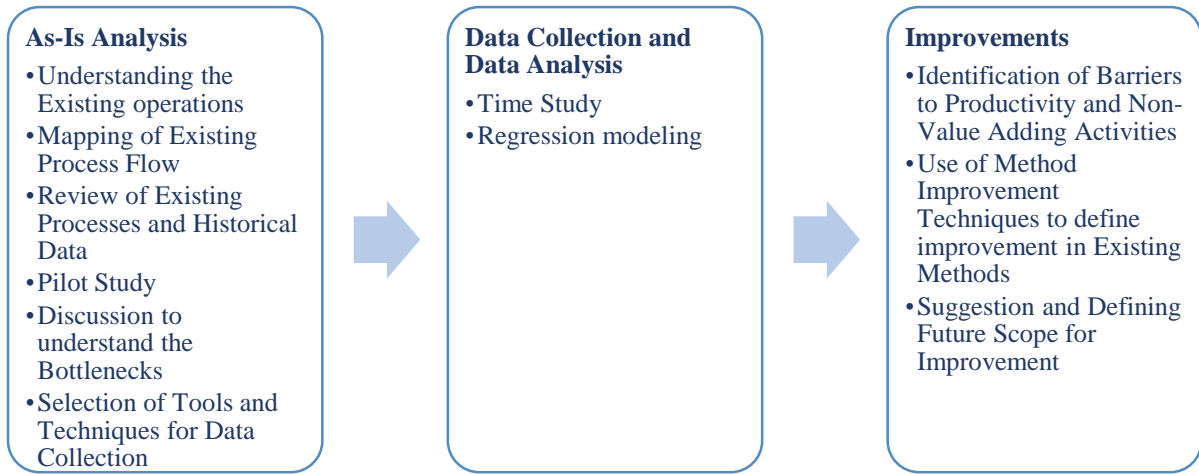 As-Is Analysis
•Understanding the
Existing operations
•Mapping of Existing
Process Flow
•Review of Existing
Processes and Historical
Data
•Pilot Study
•Discussion to
understand the
Bottlenecks
•Selection of Tools and
Techniques for Data
Collection
Data Collection and
Data Analysis
•Time Study
•Regression modeling
Improvements
•Identification of Barriers
to Productivity and Non-
Value Adding Activities
•Use of Method
Improvement
Techniques to define
improvement in Existing
Methods
•Suggestion and Defining
Future Scope for
Improvement